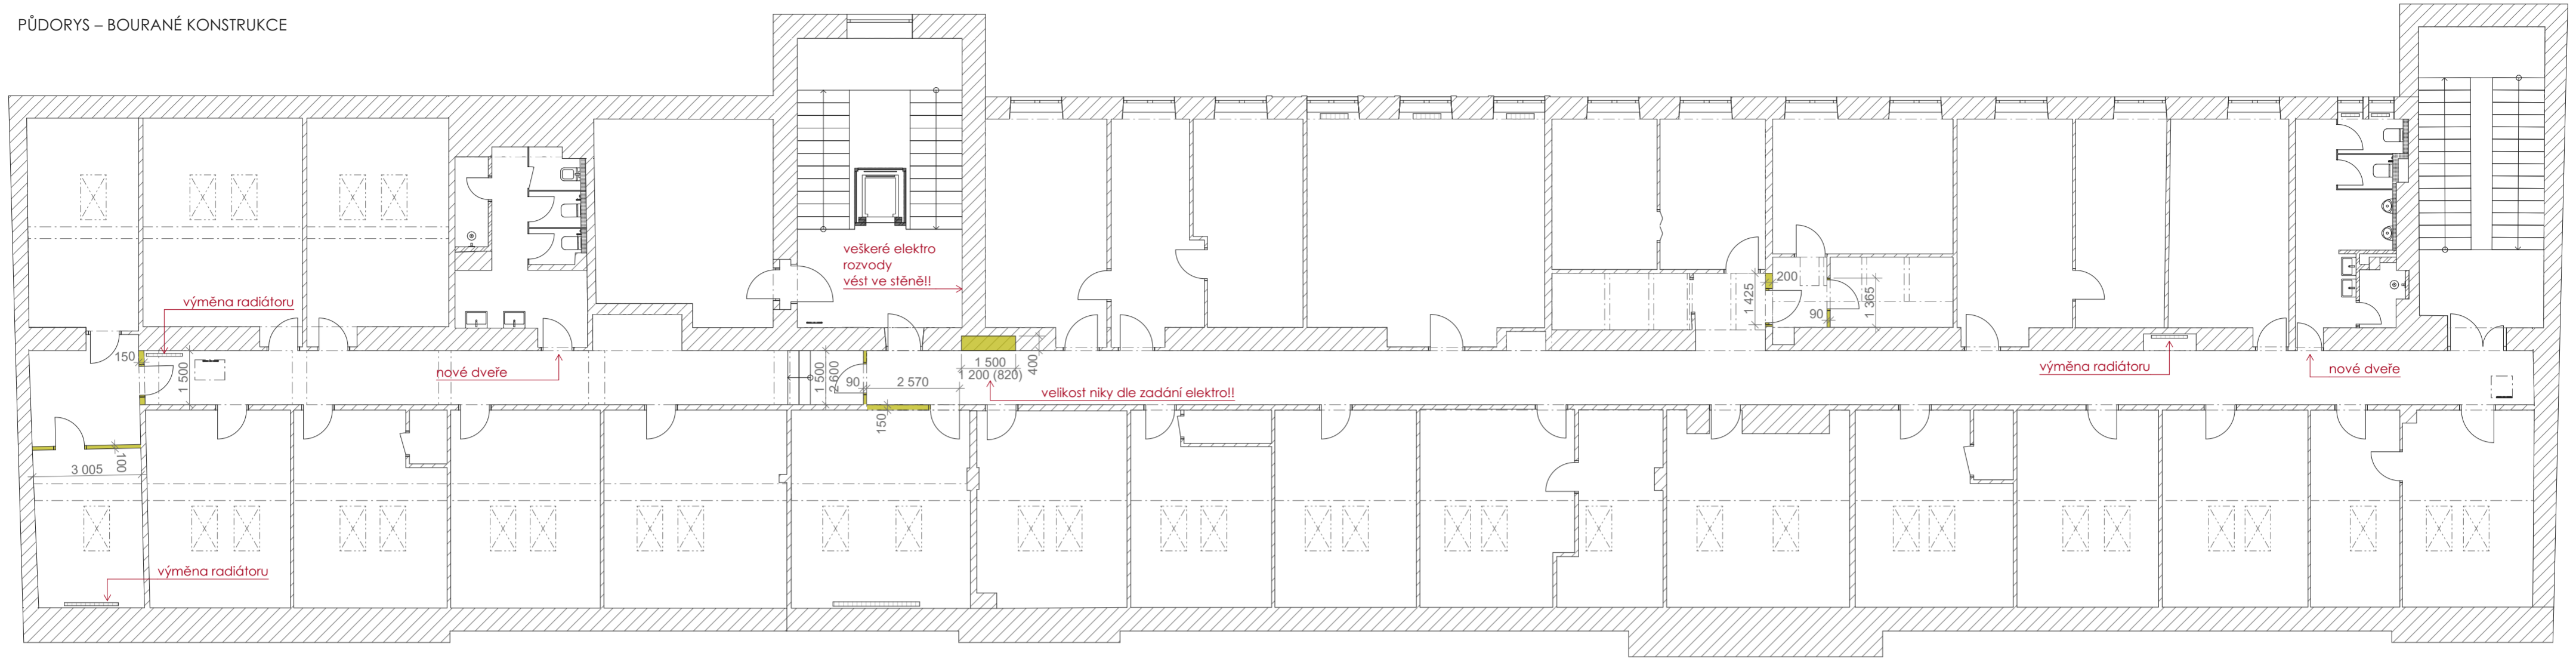 PŮDORYS – BOURANÉ KONSTRUKCE
veškeré elektro
rozvody
vést ve stěně!!
výměna radiátoru
200
1 425
1 365
90
150
1 500
nové dveře
1 500
2 600
90
2 570
1 500
1 200 (820)
400
velikost niky dle zadání elektro!!
150
výměna radiátoru
nové dveře
3 005
100
výměna radiátoru